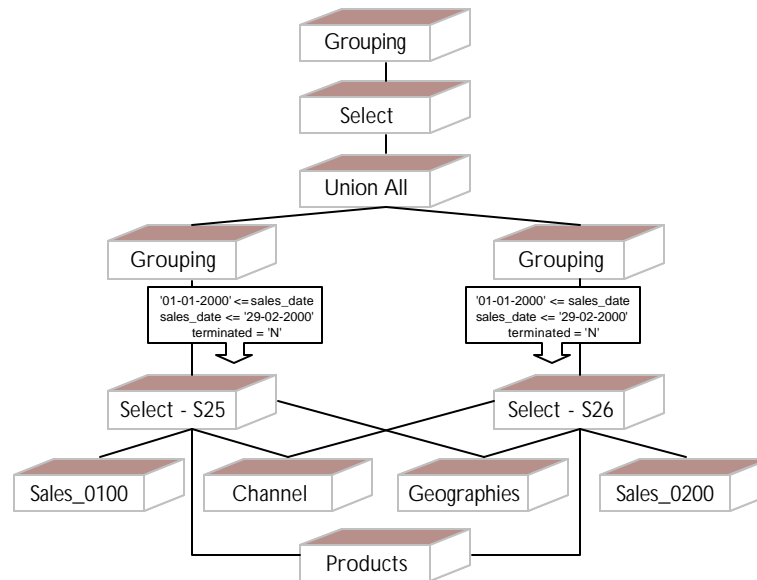 Grouping
Select
Union All
Grouping
Grouping
'01-01-2000' <= sales_date
sales_date <= '29-02-2000'
terminated = 'N'
'01-01-2000' <= sales_date
sales_date <= '29-02-2000'
terminated = 'N'
Select - S25
Select - S26
Sales_0100
Channel
Geographies
Sales_0200
Products